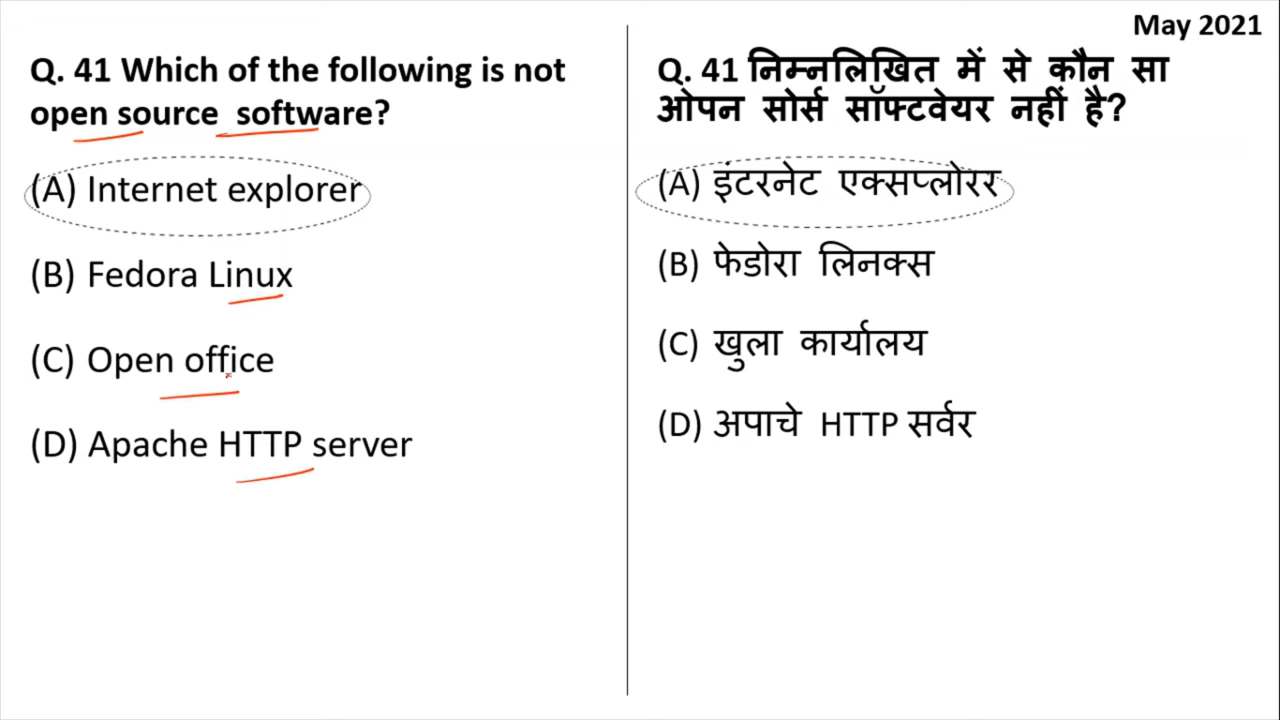 May 2021
Q. 41 Which of the following is not
open source software?
(A) Internet explorer
(B) Fedora Linux
(C) Open office
(D) Apache HTTP server
Q. 41 निम्नलिखित में से कौन सा
ओपन सोर्स सॉफ्टवेयर नहीं है?
(A) इंटरनेट एक्सप्लोरर
(B) फेडोरा लिनक्स
(C) खुला कार्यालय
(D) अपाचे HTTP सर्वर